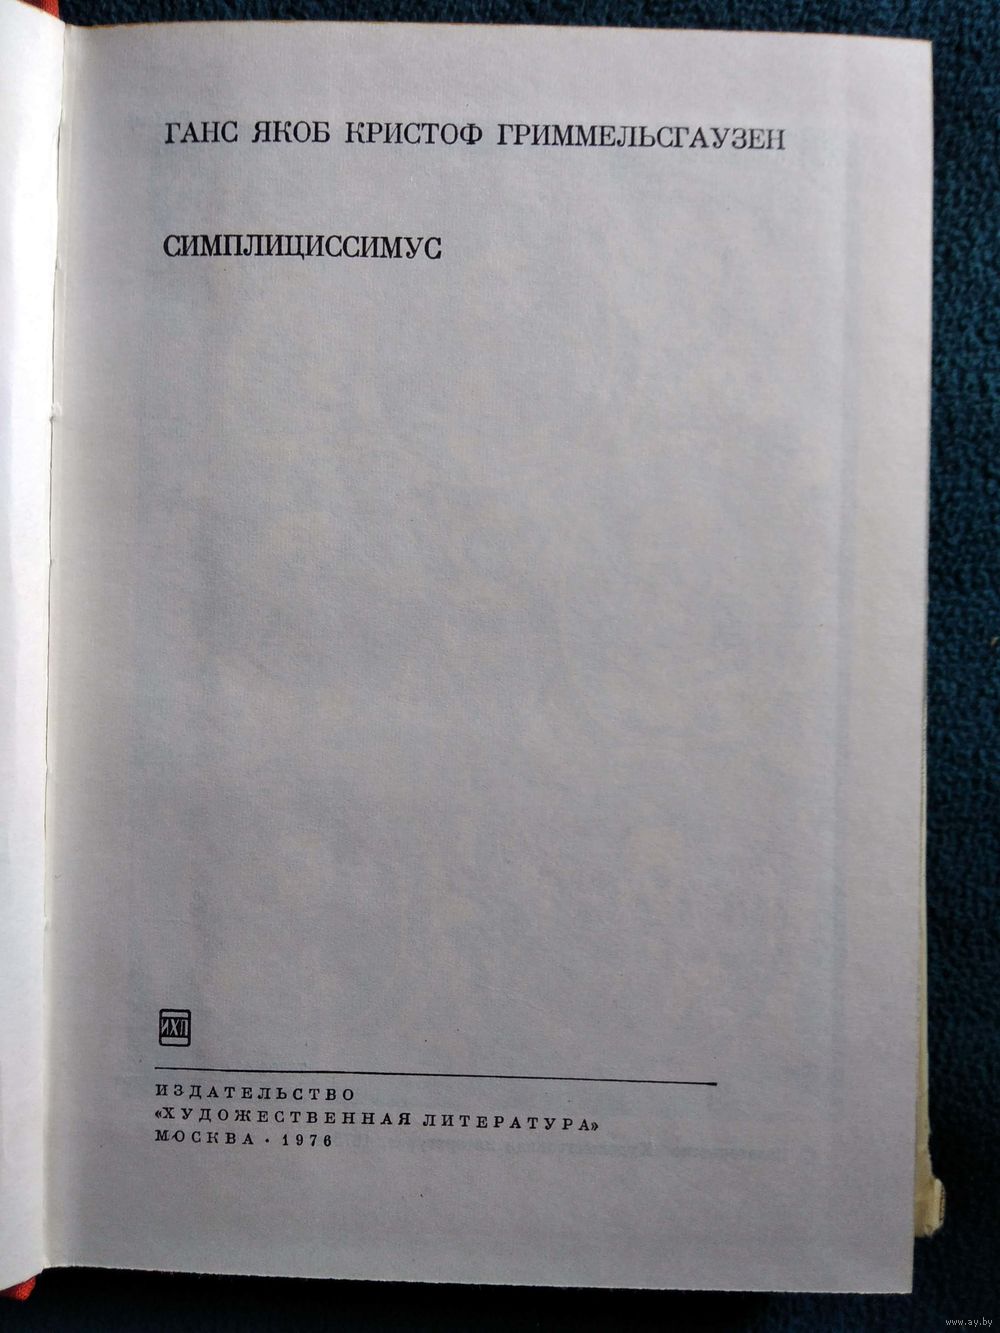 ГАНС ЯКОБ КРИСТОФ ГРИММЕЛЬСГАУЗЕН
СИМПЛИЦИССИМУС
ИХЛ
ИЗДАТЕЛЬСТВО
«ХУДОЖЕСТВЕННАЯ ЛИТЕРАТУРА»
МОСКВА · 1976
www.ay.by